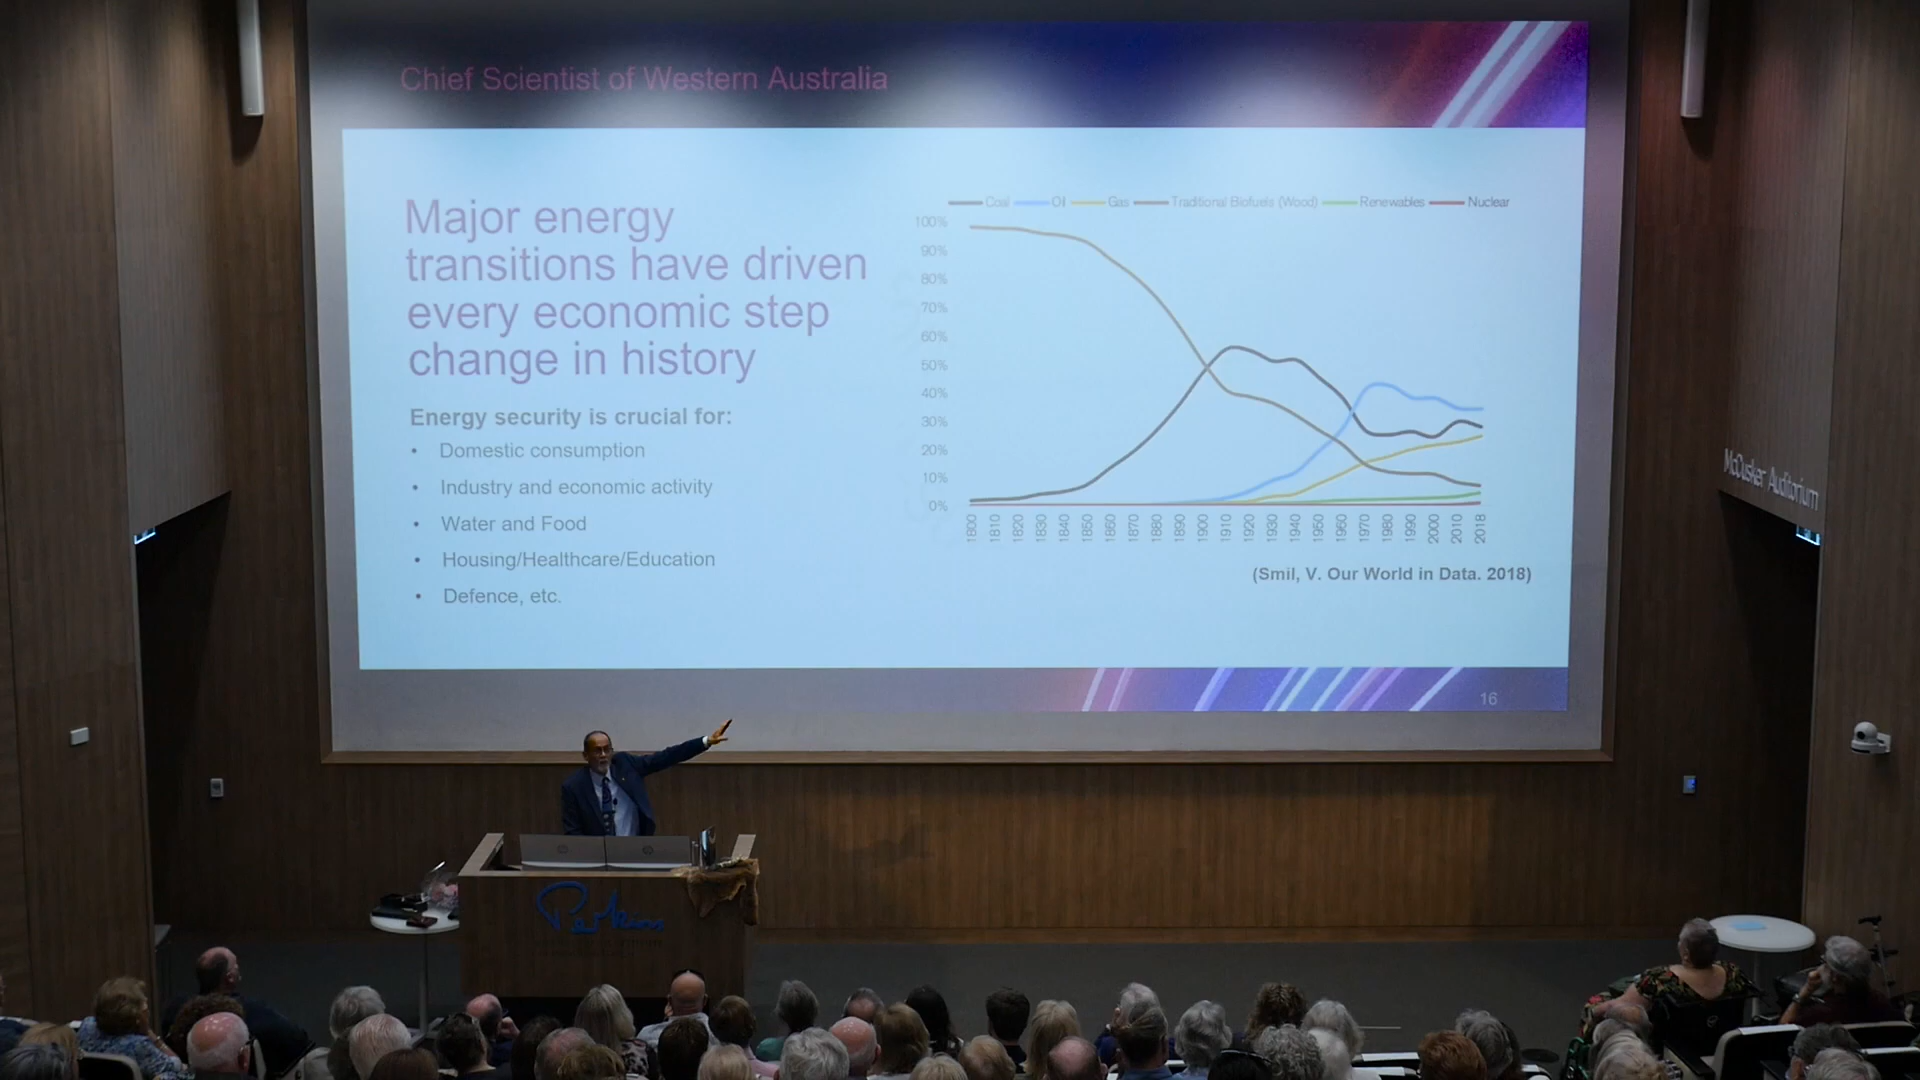 Chief Scientist of Western Australia
Major energy
transitions have driven
every economic step
change in history
Energy security is crucial for:
• Domestic consumption
• Industry and economic activity
• Water and Food
• Housing/Healthcare/Education
• Defence, etc.
Coal Oil Gas Traditional Biofuels (Wood) Renewables Nuclear
100%
90%
80%
70%
60%
50%
40%
30%
20%
10%
0%
1800 1810 1820 1830 1840 1850 1860 1870 1880 1890 1900 1910 1920 1930 1940 1950 1960 1970 1980 1990 2000 2010 2018
(Smil, V. Our World in Data. 2018)
16
McCusker Auditorium
Perkins